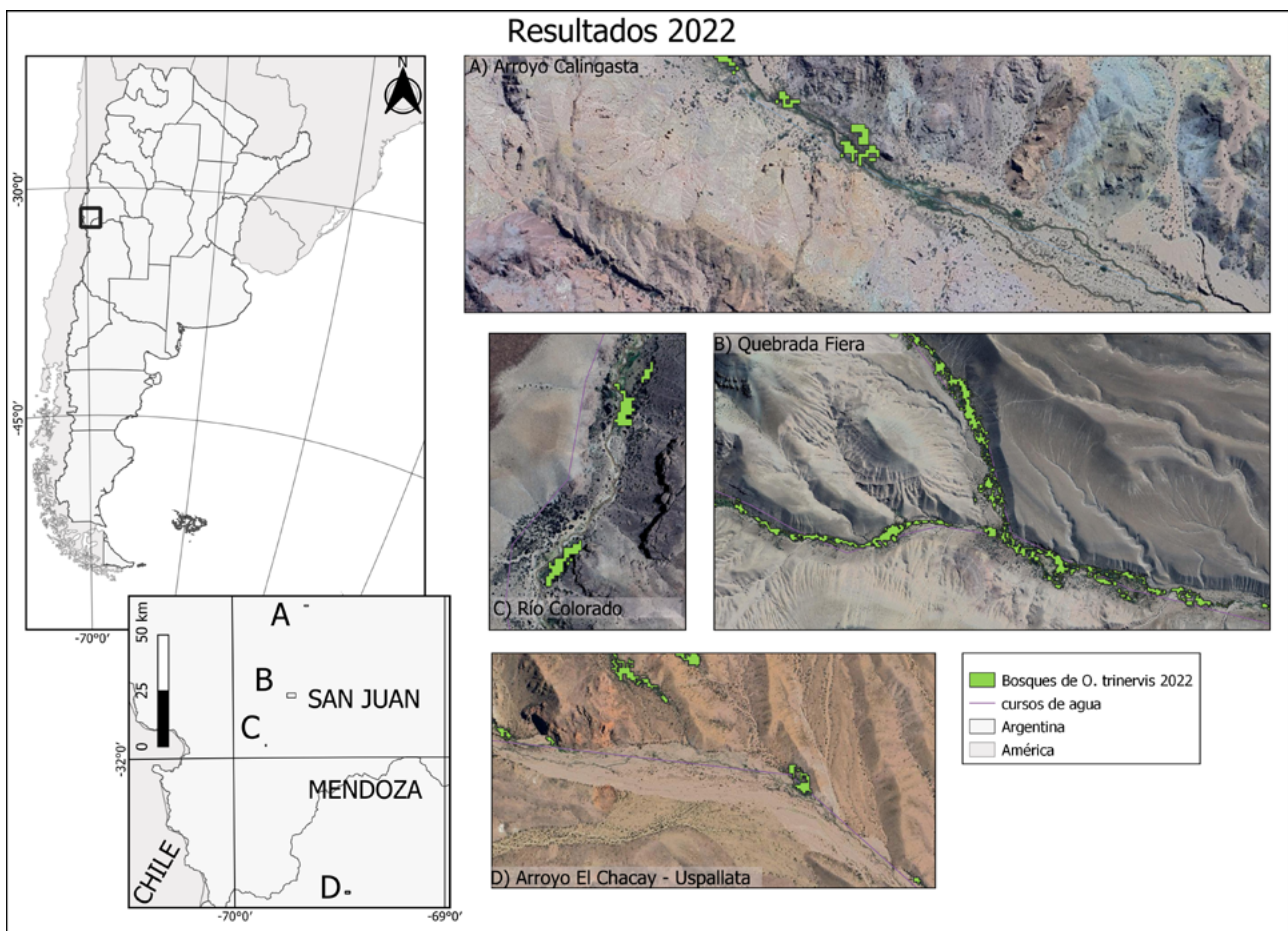 Resultados 2022
N
-30°0'
-45°0'
-70°0'
A) Arroyo Calingasta
B) Quebrada Fiera
C) Río Colorado
D) Arroyo El Chacay - Uspallata
50 km
25
0
A
B
SAN JUAN
C
-32°0'
MENDOZA
CHILE
D
-70°0'
-69°0'
Bosques de O. trinervis 2022
cursos de agua
Argentina
América